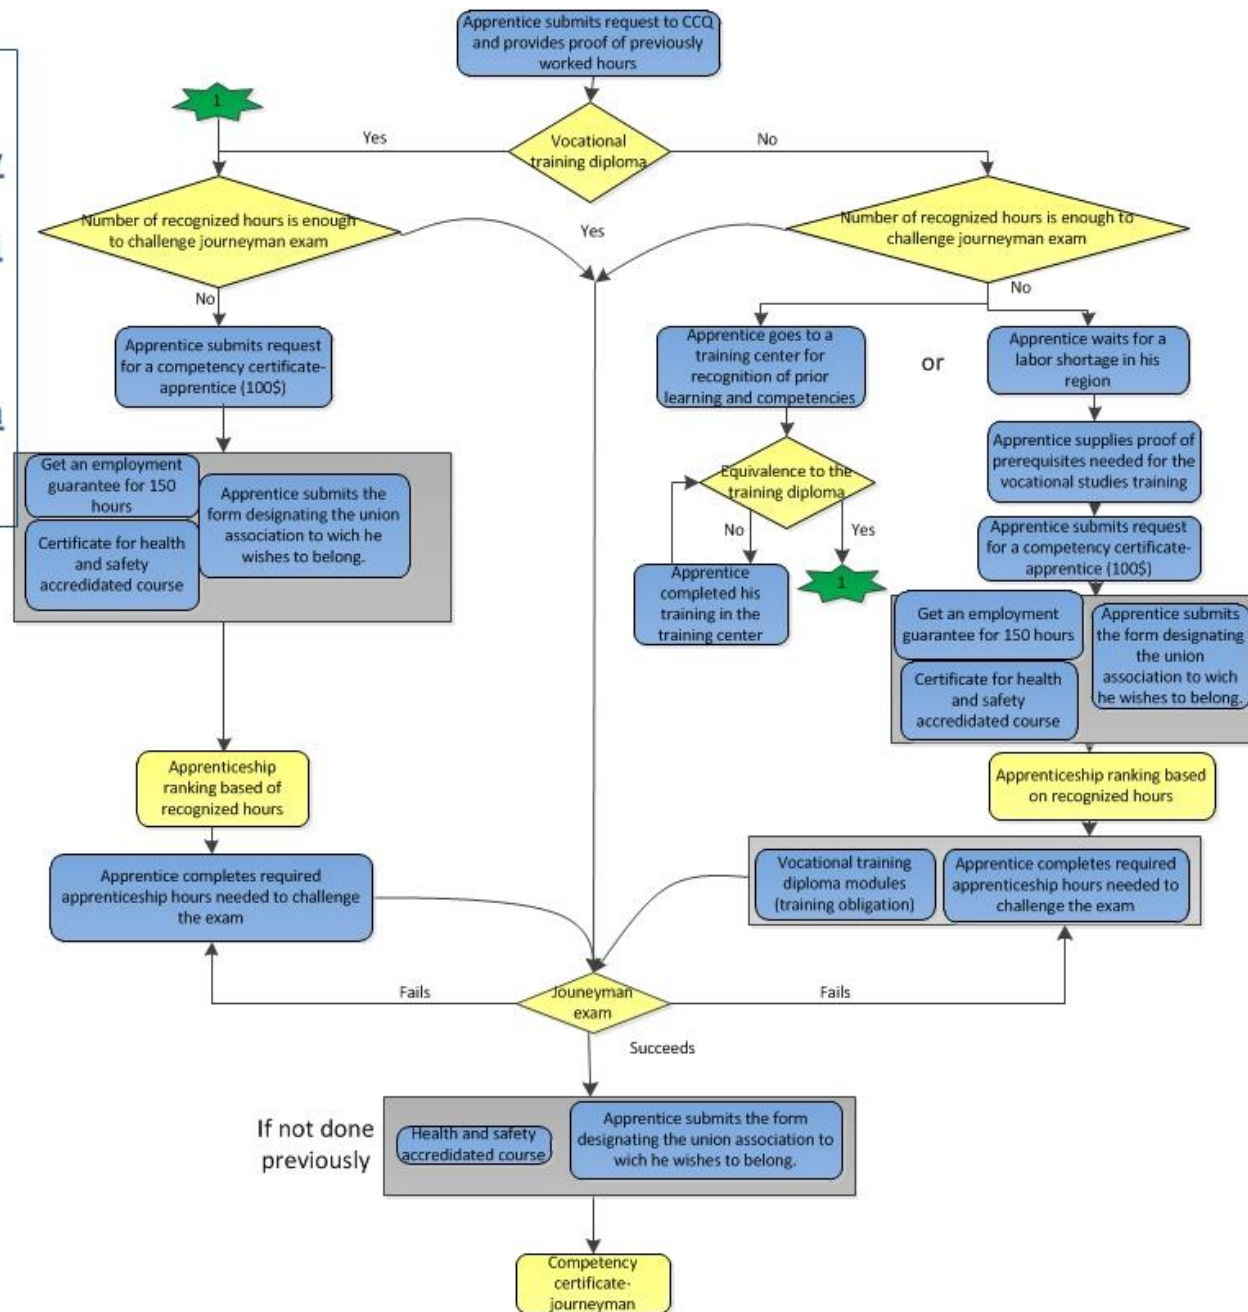 Apprentice submits request to CCQ
and provides proof of previously
worked hours
1
Yes
Vocational
training diploma
No
Number of recognized hours is enough
to challenge journeyman exam
Yes
Number of recognized hours is enough to
challenge journeyman exam
No
No
Apprentice submits request
for a competency certificate-
apprentice (100$)
Apprentice goes to a
training center for
recognition of prior
learning and competencies
or
Apprentice waits for a
labor shortage in his
region
Apprentice supplies proof of
prerequisites needed for the
vocational studies training
Get an employment
guarantee for 150
hours
Apprentice submits the
form designating the union
association to wich he
wishes to belong.
Certificate for health
and safety
accredidated course
Equivalence to the
training diploma
No
Yes
Apprentice
completed his
training in the
training center
1
Apprentice submits request
for a competency certificate-
apprentice (100$)
Get an employment
guarantee for 150 hours
Apprentice submits
the form designating
the union
association to wich
he wishes to belong.
Certificate for health
and safety
accredidated course
Apprenticeship
ranking based of
recognized hours
Apprenticeship ranking based
on recognized hours
Apprentice completes required
apprenticeship hours needed to challenge
the exam
Vocational training
diploma modules
(training obligation)
Apprentice completes required
apprenticeship hours needed to
challenge the exam
Fails
Jouneyman
exam
Fails
Succeeds
If not done
previously
Health and safety
accredidated course
Apprentice submits the form
designating the union association to
wich he wishes to belong.
Competency
certificate-
journeyman